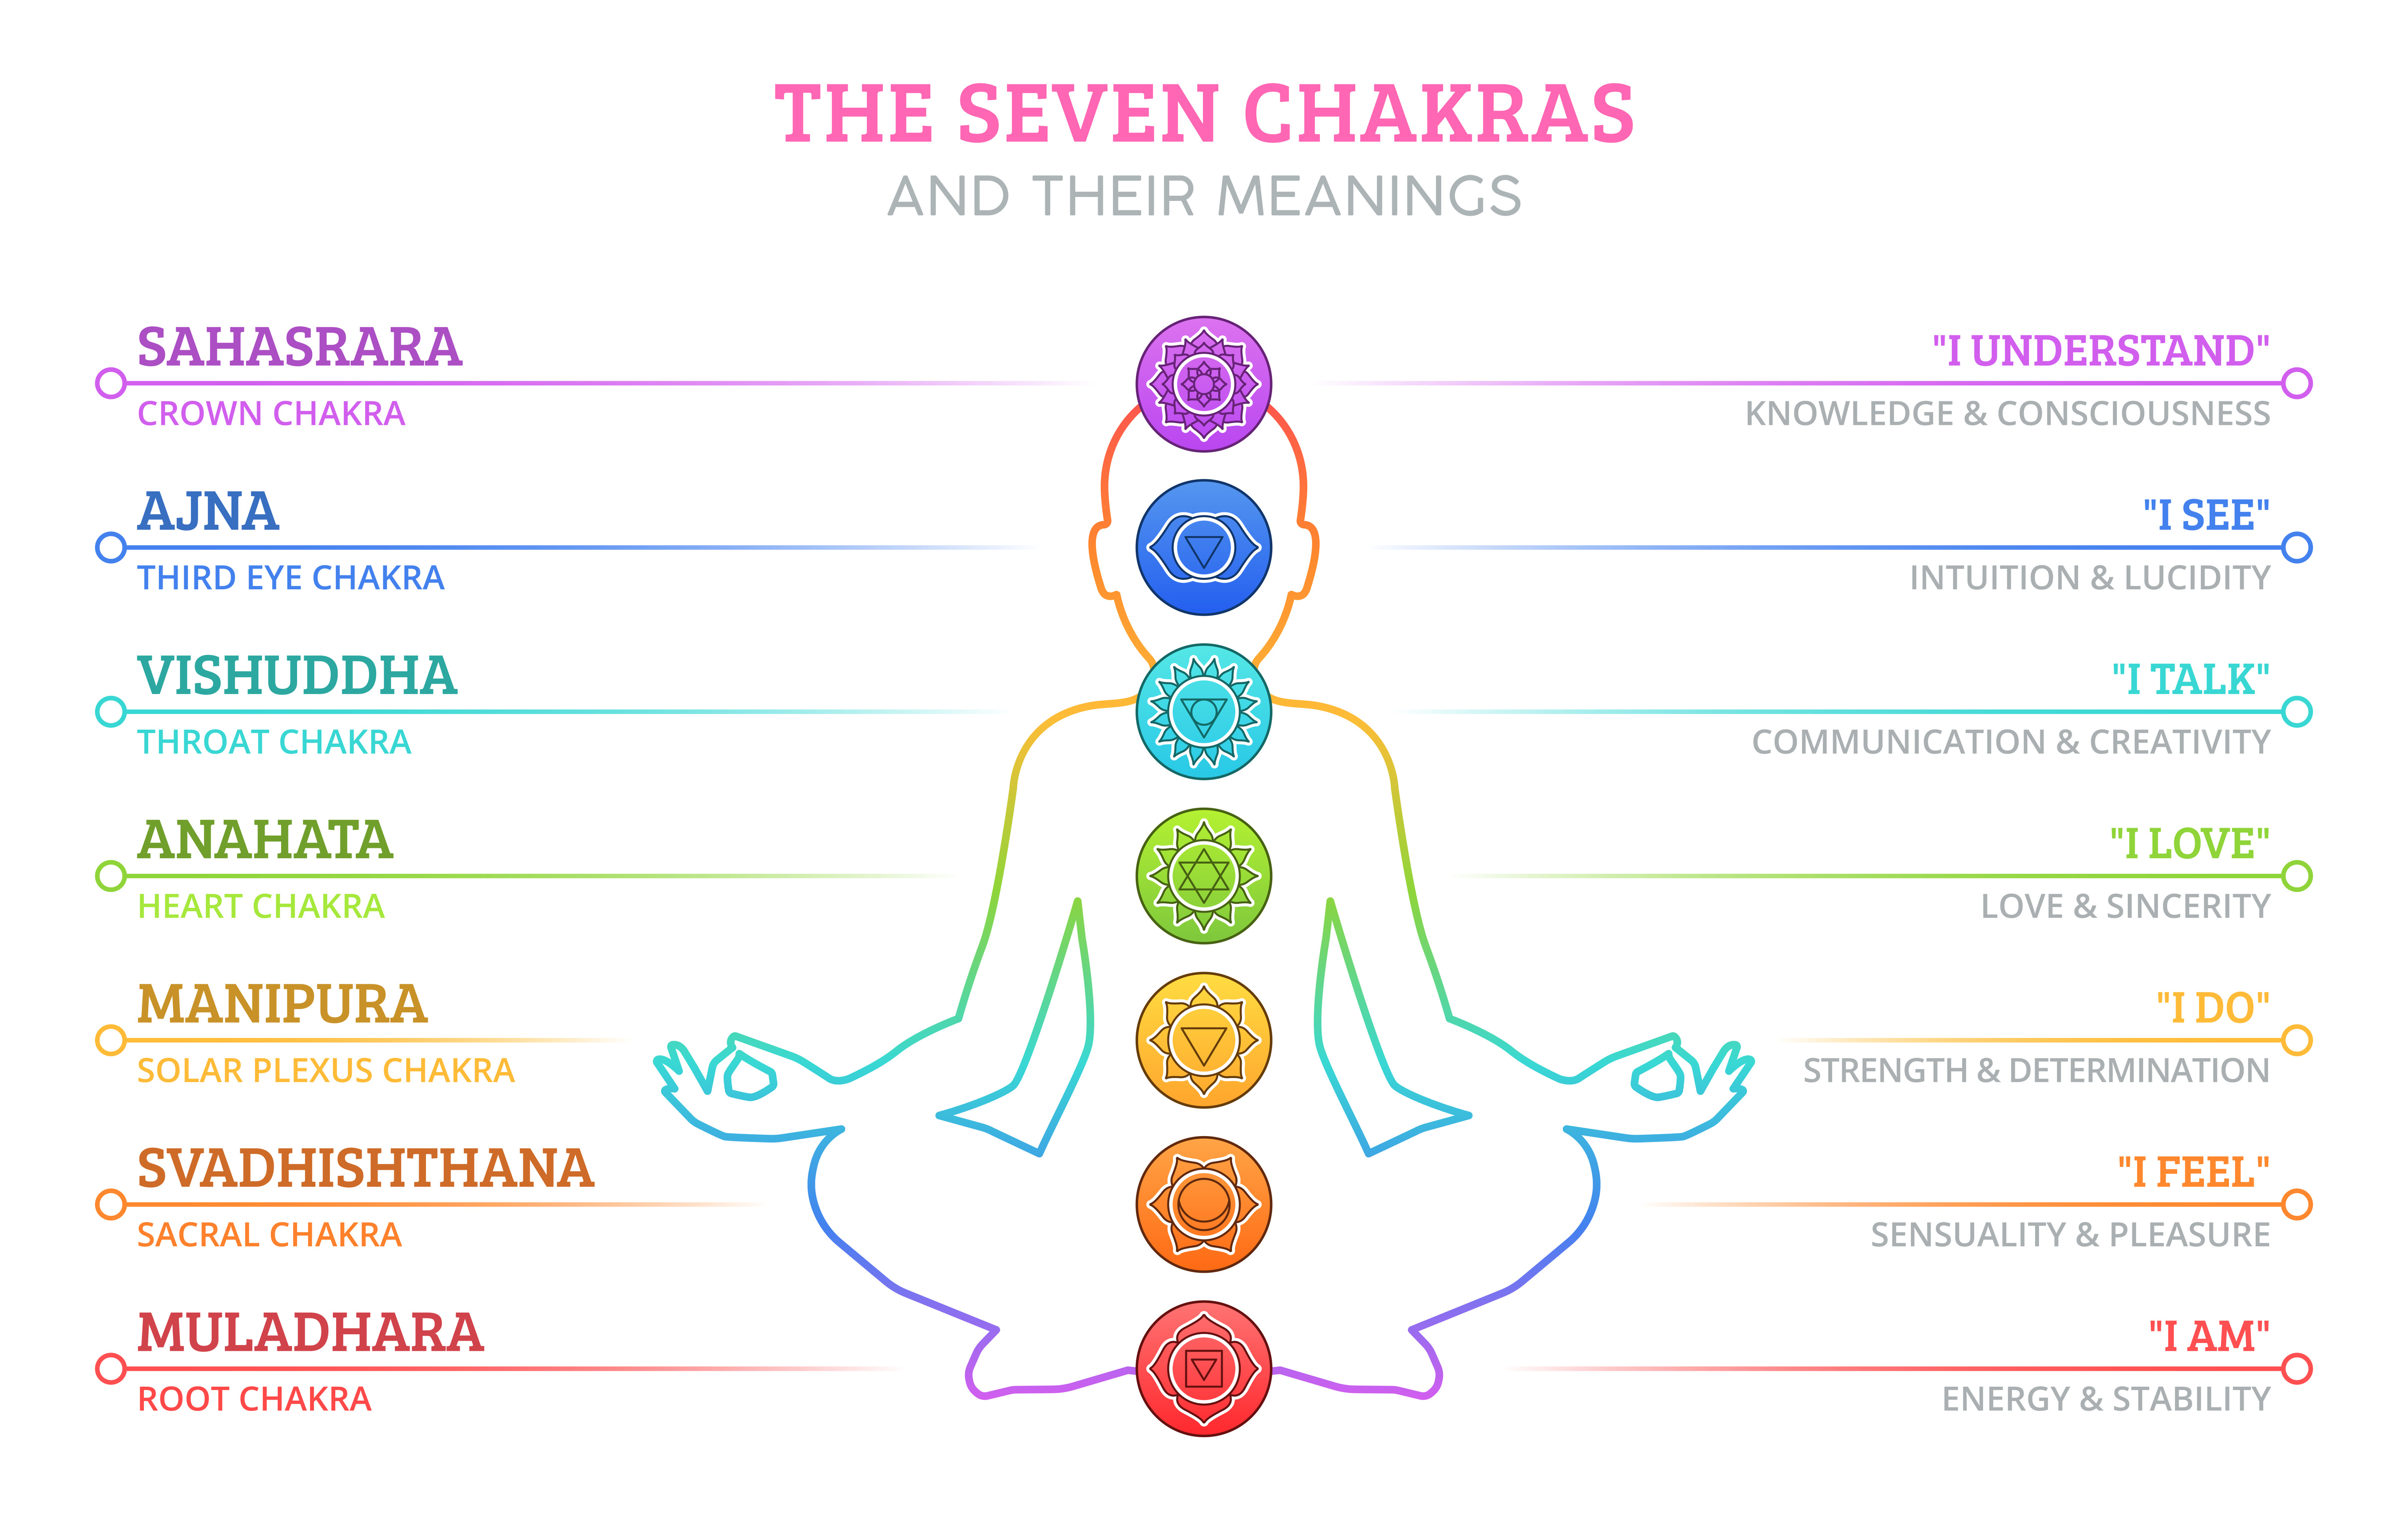 THE SEVEN CHAKRAS
AND THEIR MEANINGS
SAHASRARA
CROWN CHAKRA
"I UNDERSTAND"
KNOWLEDGE & CONSCIOUSNESS
AJNA
THIRD EYE CHAKRA
"I SEE"
INTUITION & LUCIDITY
VISHUDDHA
THROAT CHAKRA
"I TALK"
COMMUNICATION & CREATIVITY
ANAHATA
HEART CHAKRA
"I LOVE"
LOVE & SINCERITY
MANIPURA
SOLAR PLEXUS CHAKRA
"I DO"
STRENGTH & DETERMINATION
SVADHISHTHANA
SACRAL CHAKRA
"I FEEL"
SENSUALITY & PLEASURE
MULADHARA
ROOT CHAKRA
"I AM"
ENERGY & STABILITY